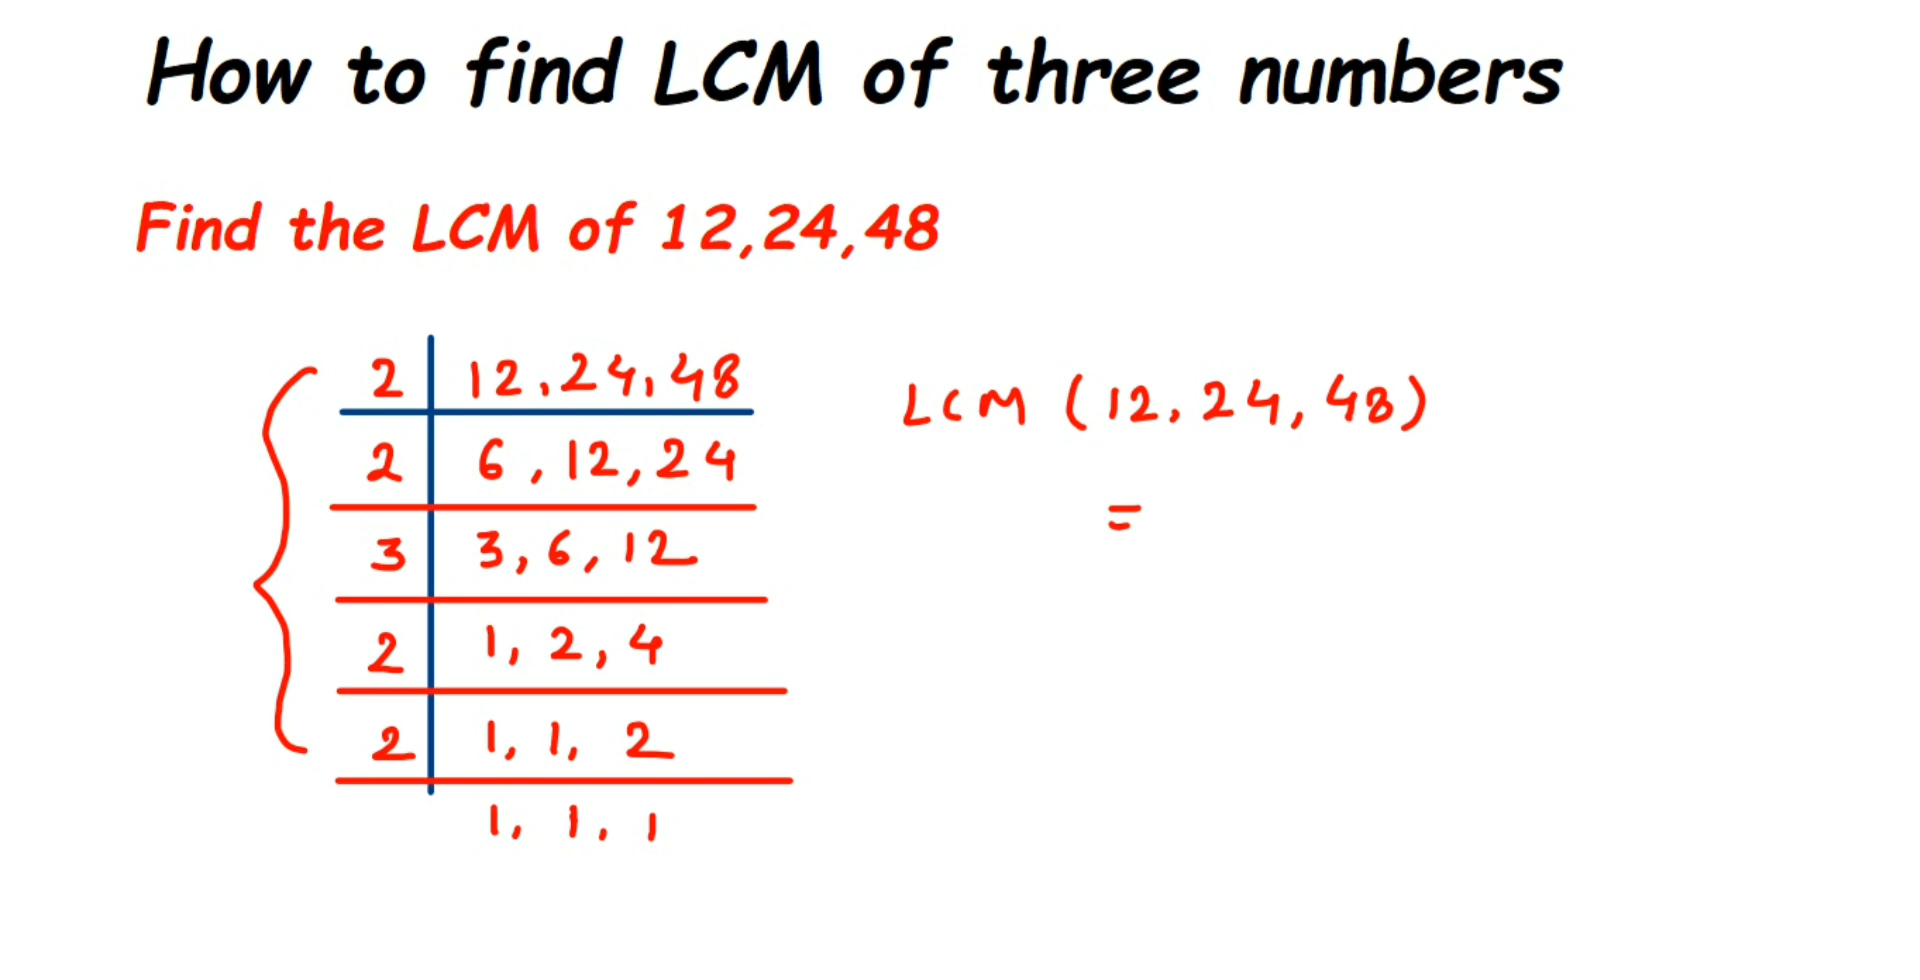 How to find LCM of three numbers
Find the LCM of 12,24,48
2 12,24,48
2 6,12,24
3 3,6,12
2 1,2,4
2 1,1,2
1,1,1
LCM (12,24,48)
=